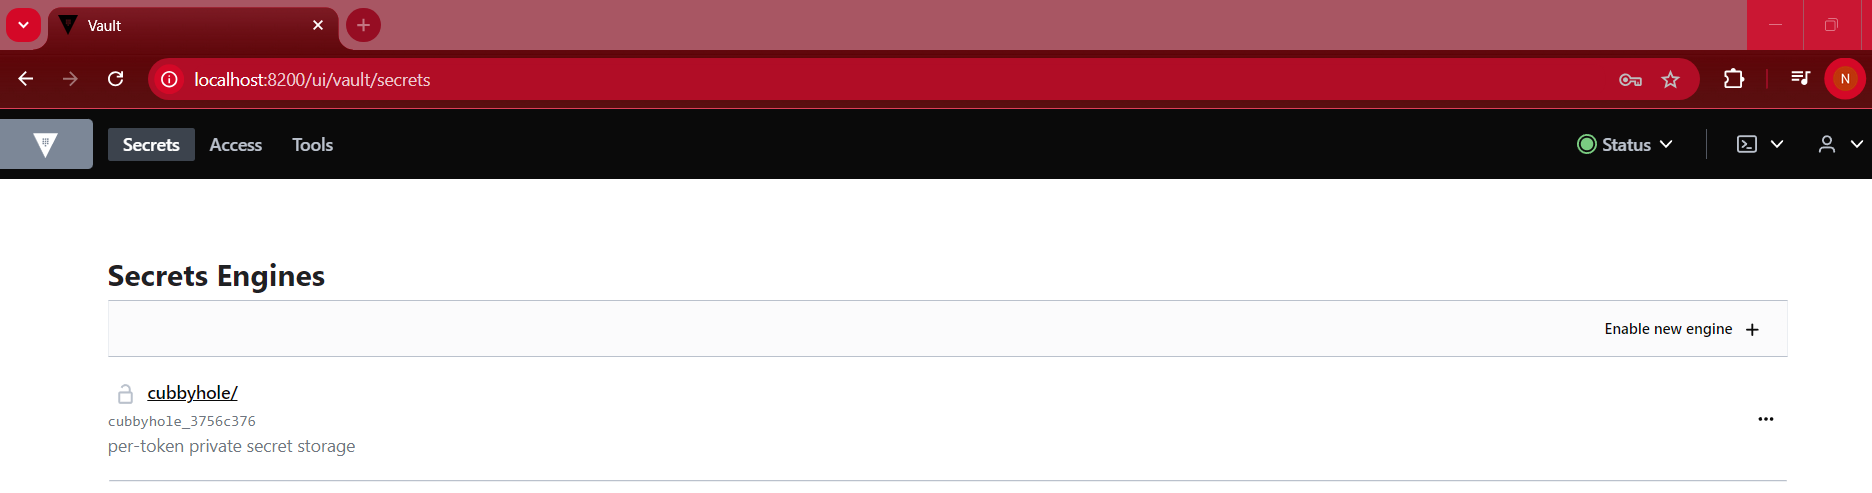 Vault
localhost:8200/ui/vault/secrets
N
Secrets Access Tools Status
Secrets Engines
Enable new engine
cubbyhole/
cubbyhole_3756c376
per-token private secret storage